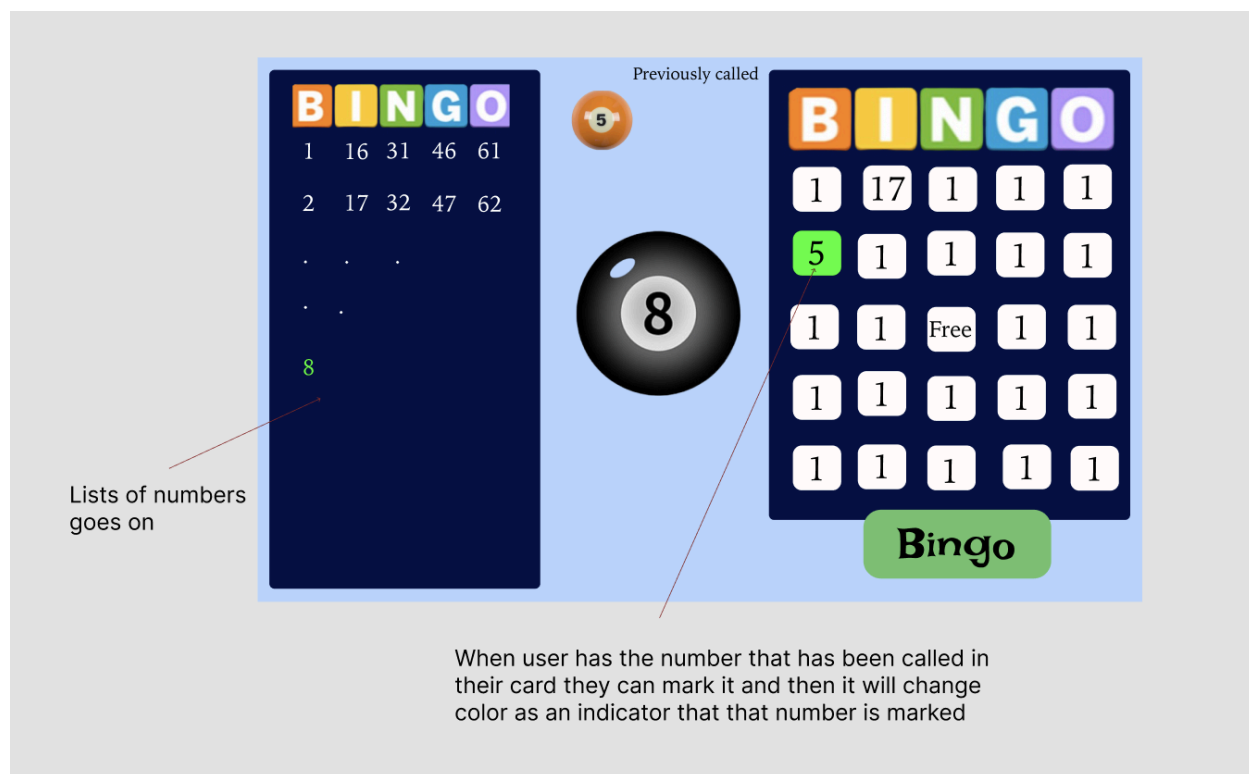 Previously called
B I N G O
1 16 31 46 61
2 17 32 47 62
. . .
. .
8
5
8
B I N G O
1 17 1 1 1
5 1 1 1 1
1 1 Free 1 1
1 1 1 1 1
1 1 1 1 1
Bingo
Lists of numbers
goes on
When user has the number that has been called in
their card they can mark it and then it will change
color as an indicator that that number is marked